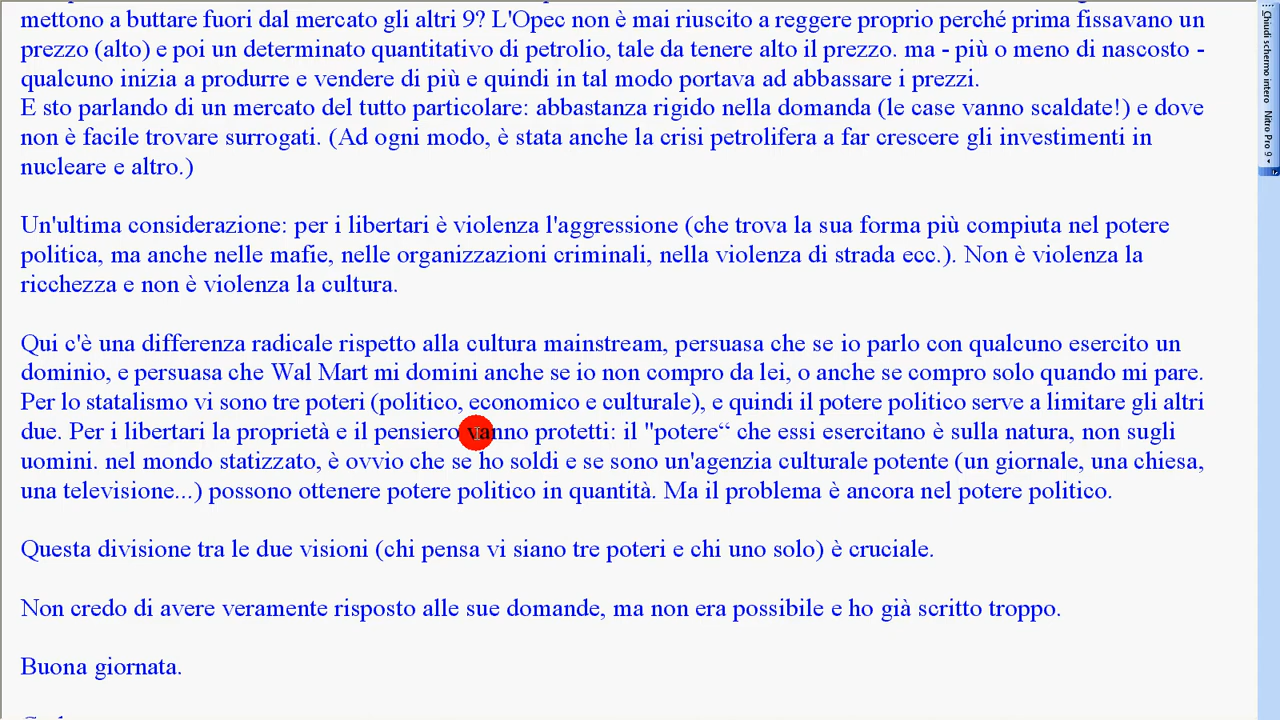 mettono a buttare fuori dal mercato gli altri 9? L'Opec non è mai riuscito a reggere proprio perché prima fissavano un
prezzo (alto) e poi un determinato quantitativo di petrolio, tale da tenere alto il prezzo. ma - più o meno di nascosto -
qualcuno inizia a produrre e vendere di più e quindi in tal modo portava ad abbassare i prezzi.
E sto parlando di un mercato del tutto particolare: abbastanza rigido nella domanda (le case vanno scaldate!) e dove
non è facile trovare surrogati. (Ad ogni modo, è stata anche la crisi petrolifera a far crescere gli investimenti in
nucleare e altro.)
Un'ultima considerazione: per i libertari è violenza l'aggressione (che trova la sua forma più compiuta nel potere
politica, ma anche nelle mafie, nelle organizzazioni criminali, nella violenza di strada ecc.). Non è violenza la
ricchezza e non è violenza la cultura.
Qui c'è una differenza radicale rispetto alla cultura mainstream, persuasa che se io parlo con qualcuno esercito un
dominio, e persuasa che Wal Mart mi domini anche se io non compro da lei, o anche se compro solo quando mi pare.
Per lo statalismo vi sono tre poteri (politico, economico e culturale), e quindi il potere politico serve a limitare gli altri
due. Per i libertari la proprietà e il pensiero vanno protetti: il "potere“ che essi esercitano è sulla natura, non sugli
uomini. nel mondo statizzato, è ovvio che se ho soldi e se sono un'agenzia culturale potente (un giornale, una chiesa,
una televisione...) possono ottenere potere politico in quantità. Ma il problema è ancora nel potere politico.
Questa divisione tra le due visioni (chi pensa vi siano tre poteri e chi uno solo) è cruciale.
Non credo di avere veramente risposto alle sue domande, ma non era possibile e ho già scritto troppo.
Buona giornata.
Chiudi schermo intero Nitro Pro 9